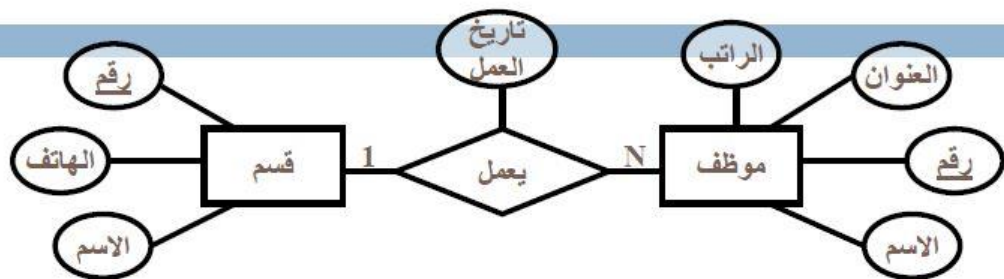 تاريخ
العمل
الراتب
العنوان
رقم
قسم
1
يعمل
N
موظف
رقم
الهاتف
الاسم
الاسم